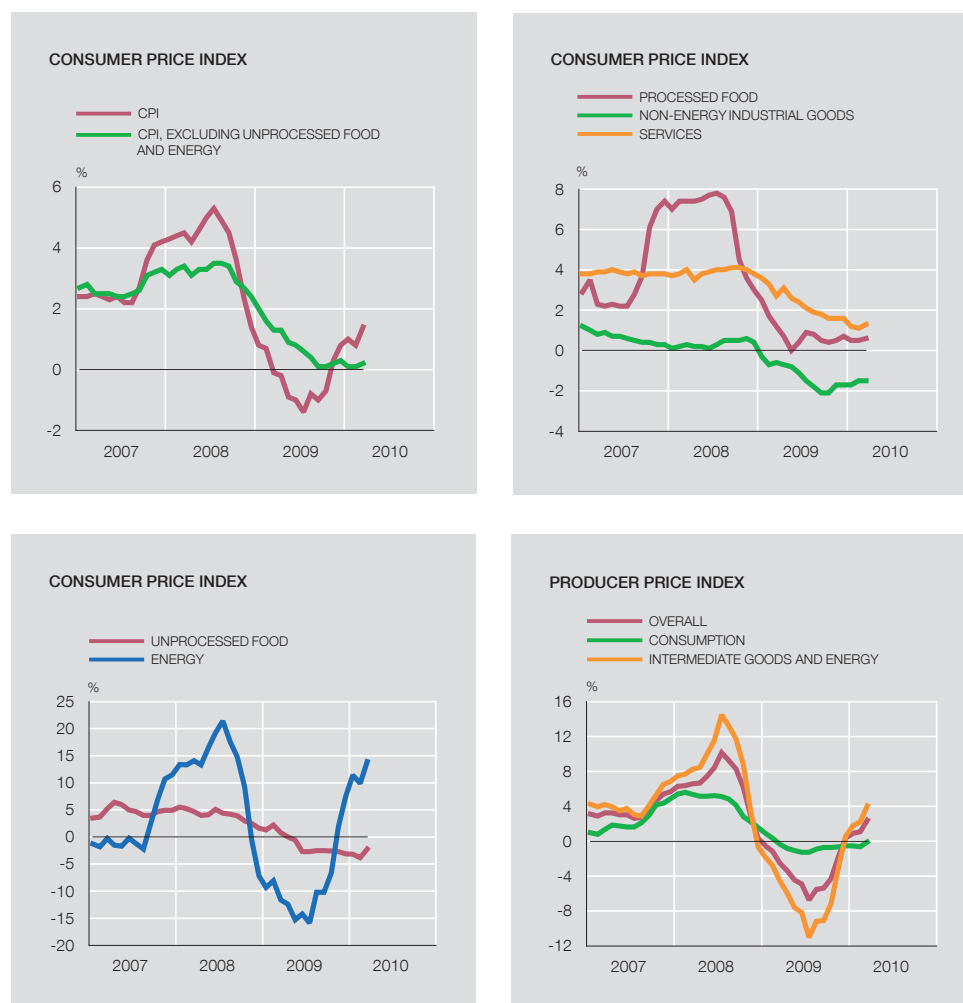 CONSUMER PRICE INDEX
CPI
CPI, EXCLUDING UNPROCESSED FOOD
AND ENERGY
%
6
4
2
0
-2
2007 2008 2009 2010
CONSUMER PRICE INDEX
PROCESSED FOOD
NON-ENERGY INDUSTRIAL GOODS
SERVICES
%
8
6
4
2
0
-2
-4
2007 2008 2009 2010
CONSUMER PRICE INDEX
UNPROCESSED FOOD
ENERGY
%
25
20
15
10
5
0
-5
-10
-15
-20
2007 2008 2009 2010
PRODUCER PRICE INDEX
OVERALL
CONSUMPTION
INTERMEDIATE GOODS AND ENERGY
%
16
12
8
4
0
-4
-8
-12
2007 2008 2009 2010